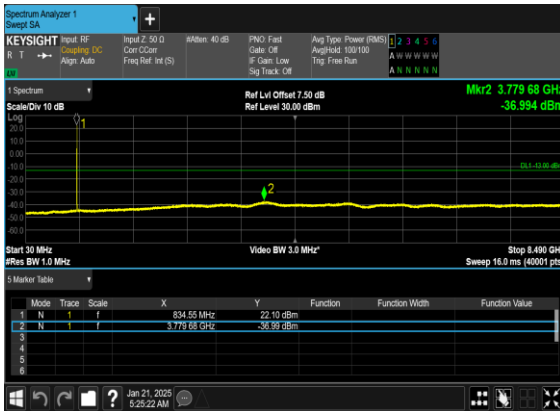 Spectrum Analyzer 1
Swept SA
+
KEYSIGHT
R T
Input: RF
Coupling: DC
Align: Auto
Input Z: 50 Ω
Corr CCorr
Freq Ref: Int (S)
#Atten: 40 dB
PNO: Fast
Gate: Off
IF Gain: Low
Sig Track: Off
Avg Type: Power (RMS)
Avg|Hold: 100/100
Trig: Free Run
1 2 3 4 5 6
A W W W W W
A N N N N N
1 Spectrum
Scale/Div 10 dB
Ref Lvl Offset 7.50 dB
Ref Level 30.00 dBm
Mkr2 3.779 68 GHz
-36.994 dBm
Log
20.0
10.0
0.00
-10.0
-20.0
-30.0
-40.0
-50.0
-60.0
1
2
DL1 -13.00 dBm
Start 30 MHz
#Res BW 1.0 MHz
Video BW 3.0 MHz*
Stop 8.490 GHz
Sweep 16.0 ms (40001 pts)
5 Marker Table
Mode Trace Scale X Y Function Function Width Function Value
1 N 1 f 834.55 MHz 22.10 dBm
2 N 1 f 3.779 68 GHz -36.99 dBm
3
4
5
6
?
Jan 21, 2025
5:25:22 AM